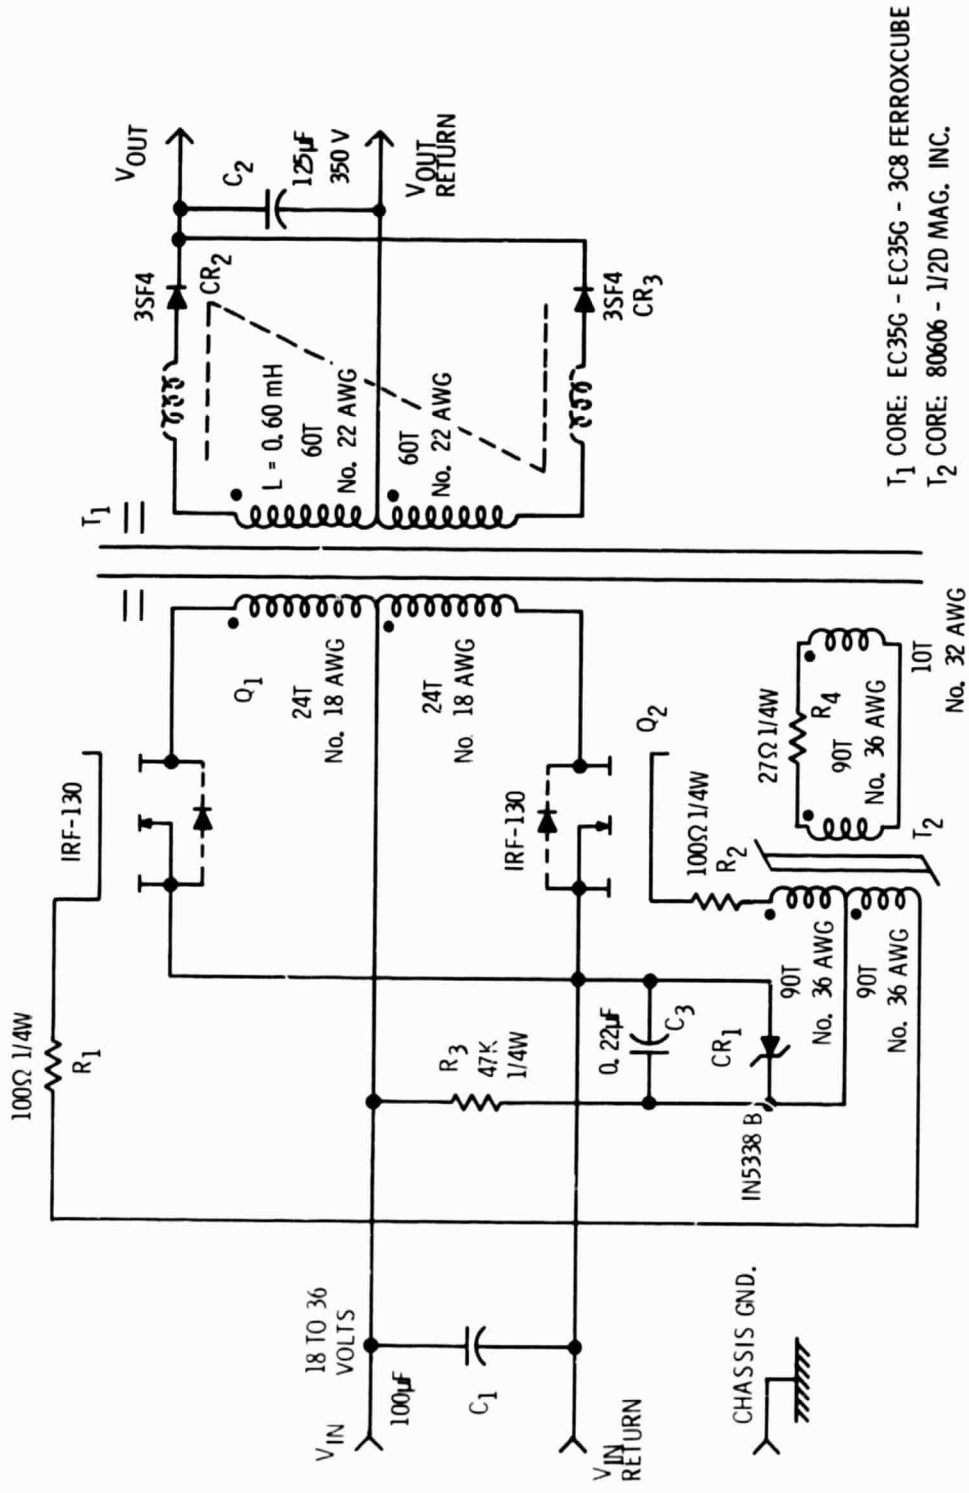 100Ω 1/4W
R1
IRF-130
Q1
24T
No. 18 AWG
24T
No. 18 AWG
T1
3SF4
CR2
L = 0.60 mH
60T
No. 22 AWG
60T
No. 22 AWG
3SF4
CR3
VOUT
C2
125µF
350 V
VOUT
RETURN
18 TO 36
VOLTS
VIN
100µF
C1
VIN
RETURN
R3
47K
1/4W
0.22µF
C3
CR1
IN5338 B
IRF-130
Q2
100Ω 1/4W
R2
90T
No. 36 AWG
90T
No. 36 AWG
27Ω 1/4W
R4
90T
No. 36 AWG
T2
10T
No. 32 AWG
CHASSIS GND.
T1 CORE: EC35G - EC35G - 3C8 FERROXCUBE
T2 CORE: 80606 - 1/2D MAG. INC.